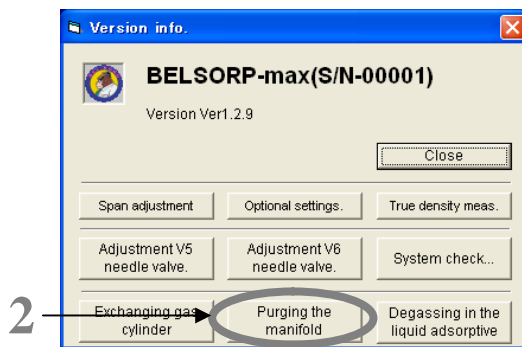 Version info.
BELSORP-max(S/N-00001)
Version Ver1.2.9
Close
Span adjustment
Optional settings.
True density meas.
Adjustment V5
needle valve.
Adjustment V6
needle valve.
System check...
2
Exchanging gas
cylinder
Purging the
manifold
Degassing in the
liquid adsorptive